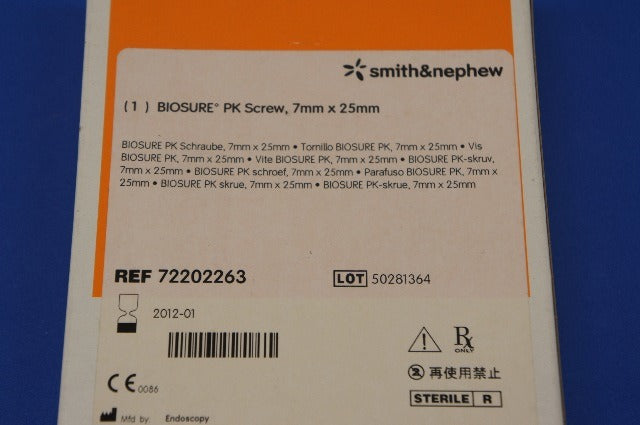 smith&nephew
(1) BIOSURE° PK Screw, 7mm x 25mm
BIOSURE PK Schraube, 7mm x 25mm • Tornillo BIOSURE PK, 7mm x 25mm • Vis
BIOSURE PK, 7mm x 25mm • Vite BIOSURE PK, 7mm x 25mm • BIOSURE PK-skruv,
7mm x 25mm • BIOSURE PK schroef, 7mm x 25mm • Parafuso BIOSURE PK, 7mm x
25mm • BIOSURE PK skrue, 7mm x 25mm • BIOSURE PK-skrue, 7mm x 25mm
REF 72202263 LOT 50281364
2012-01
Rx ONLY
CE 0086
② 再使用禁止
STERILE R
Mfd by: Endoscopy